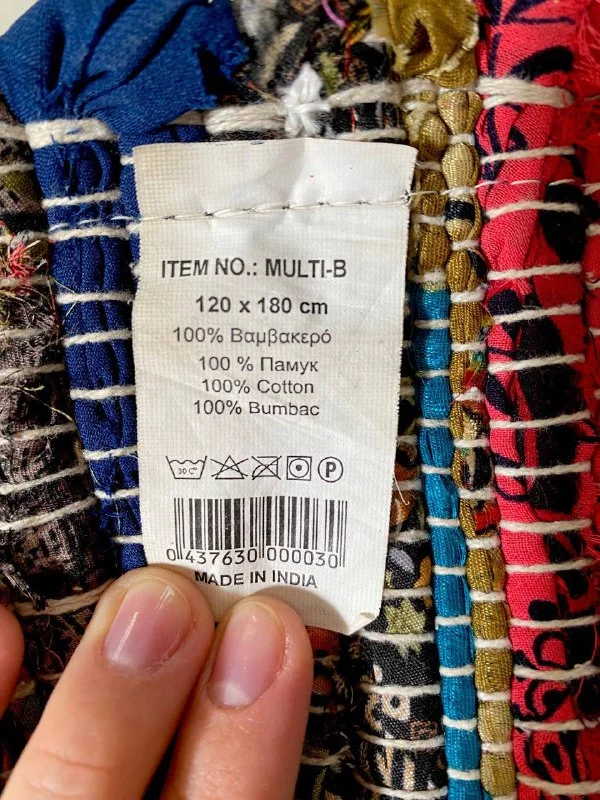 ITEM NO.: MULTI-B
120 x 180 cm
100% Βαμβακερό
100 % Памук
100% Cotton
100% Bumbac
30C P
0 437630 000030
MADE IN INDIA